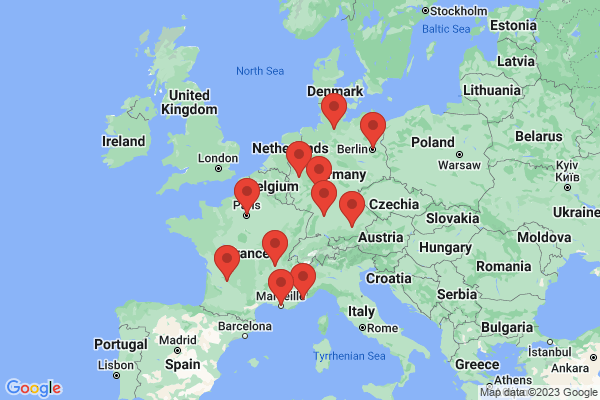 Stockholm
Estonia
Baltic Sea
North Sea
Latvia
Denmark
Lithuania
United
Kingdom
Ireland
Netherlands
Berlin
Poland
Belarus
London
Warsaw
Belgium
Germany
Kyiv
Київ
Paris
Czechia
Ukraine
Slovakia
Austria
Moldova
Hungary
France
Romania
Croatia
Serbia
Marseille
Italy
Bulgaria
Portugal
Madrid
Barcelona
Rome
İstanbul
Lisbon
Spain
Tyrrhenian Sea
Greece
Ankara
Athens
Google
Map data ©2023 Google